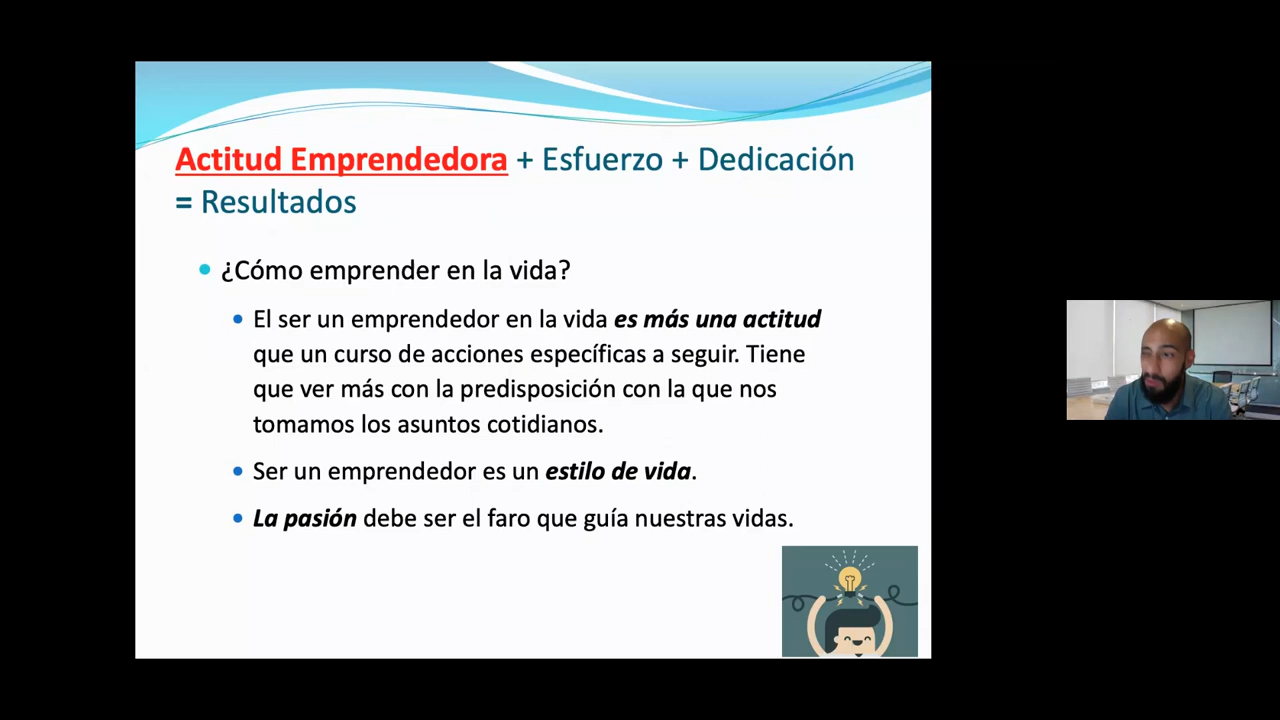 Actitud Emprendedora + Esfuerzo + Dedicación
= Resultados
¿Cómo emprender en la vida?
El ser un emprendedor en la vida es más una actitud
que un curso de acciones específicas a seguir. Tiene
que ver más con la predisposición con la que nos
tomamos los asuntos cotidianos.
Ser un emprendedor es un estilo de vida.
La pasión debe ser el faro que guía nuestras vidas.